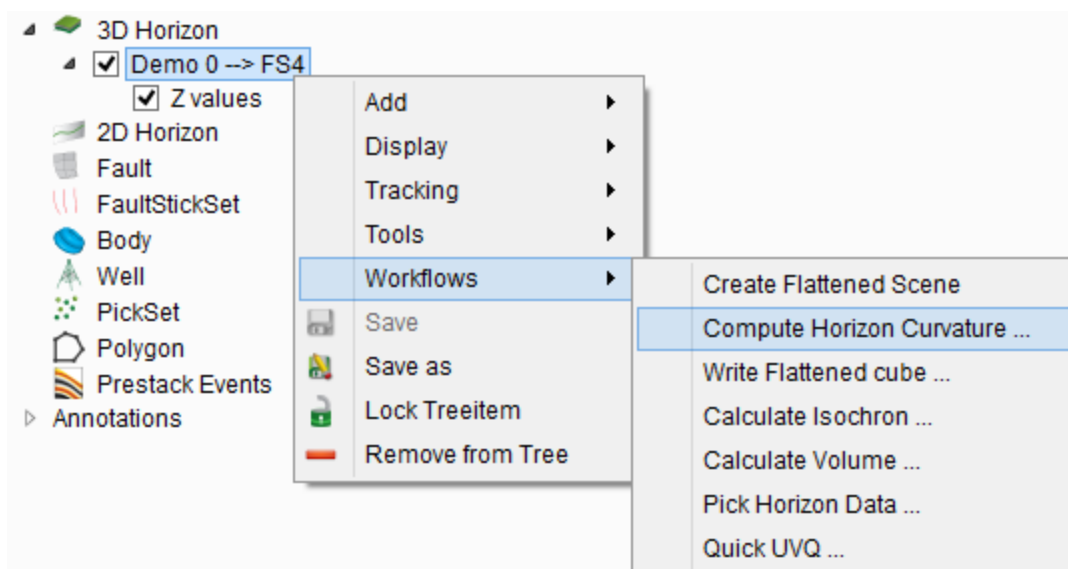 3D Horizon
Demo 0 --> FS4
Z values
2D Horizon
Fault
FaultStickSet
Body
Well
PickSet
Polygon
Prestack Events
Annotations
Add
Display
Tracking
Tools
Workflows
Save
Save as
Lock Treeitem
Remove from Tree
Create Flattened Scene
Compute Horizon Curvature ...
Write Flattened cube ...
Calculate Isochron ...
Calculate Volume ...
Pick Horizon Data ...
Quick UVQ ...